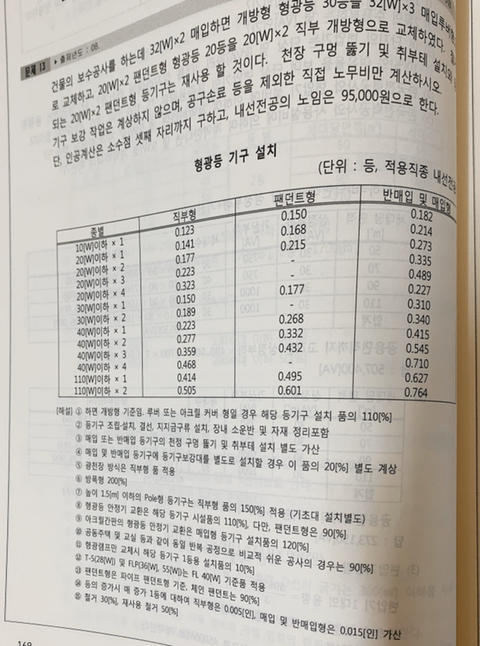 문제 13
▶ 출제년도 : 08.
건물의 보수공사를 하는데 32[W]×2 매입하면 개방형 형광등 30등을 32[W]×3 매입루버형
로 교체하고, 20[W]×2 팬던트형 형광등 20등을 20[W]×2 직부 개방형으로 교체하였다.
되는 20[W]×2 팬던트형 등기구는 재사용 할 것이다. 천장 구멍 뚫기 및 취부테 설치와
기구 보강 작업은 계상하지 않으며, 공구손료 등을 제외한 직접 노무비만 계산하시오.
단, 인공계산은 소수점 셋째 자리까지 구하고, 내선전공의 노임은 95,000원으로 한다.
형광등 기구 설치
(단위 : 등, 적용직종 내선전공
종별 직부형 팬던트형 반매입 및 매입형
10[W]이하 × 1 0.123 0.150 0.182
20[W]이하 × 1 0.141 0.168 0.214
20[W]이하 × 2 0.177 0.215 0.273
20[W]이하 × 3 0.223 - 0.335
20[W]이하 × 4 0.323 - 0.489
30[W]이하 × 1 0.150 0.177 0.227
30[W]이하 × 2 0.189 - 0.310
40[W]이하 × 1 0.223 0.268 0.340
40[W]이하 × 2 0.277 0.332 0.415
40[W]이하 × 3 0.359 0.432 0.545
40[W]이하 × 4 0.468 - 0.710
110[W]이하 × 1 0.414 0.495 0.627
110[W]이하 × 2 0.505 0.601 0.764
[해설] ① 하면 개방형 기준임. 루버 또는 아크릴 커버 형일 경우 해당 등기구 설치 품의 110[%]
② 등기구 조립·설치, 결선, 지지금구류 설치, 장내 소운반 및 자재 정리포함
③ 매입 또는 반매입 등기구의 천정 구멍 뚫기 및 취부테 설치 별도 가산
④ 매입 및 반매입 등기구에 등기구보강대를 별도로 설치할 경우 이 품의 20[%] 별도 계상
⑤ 광천장 방식은 직부형 품 적용
⑥ 방폭형 200[%]
⑦ 높이 1.5[m] 이하의 Pole형 등기구는 직부형 품의 150[%] 적용 (기초대 설치별도)
⑧ 형광등 안정기 교환은 해당 등기구 시설품의 110[%], 다만, 팬던트형은 90[%]
⑨ 아크릴간판의 형광등 안정기 교환은 매입형 등기구 설치품의 120[%]
⑩ 공동주택 및 교실 등과 같이 동일 반복 공정으로 비교적 쉬운 공사의 경우는 90[%]
⑪ 형광램프만 교체시 해당 등기구 1등용 설치품의 10[%]
⑫ T-5(28[W]) 및 FLP(36[W], 55[W])는 FL 40[W] 기준품 적용
⑬ 팬던트형은 파이프 팬던트형 기준, 체인 팬던트는 90[%]
⑭ 등의 증가시 매 증가 1등에 대하여 직부형은 0.005[인], 매입 및 반매입형은 0.015[인] 가산
⑮ 철거 30[%], 재사용 철거 50[%]